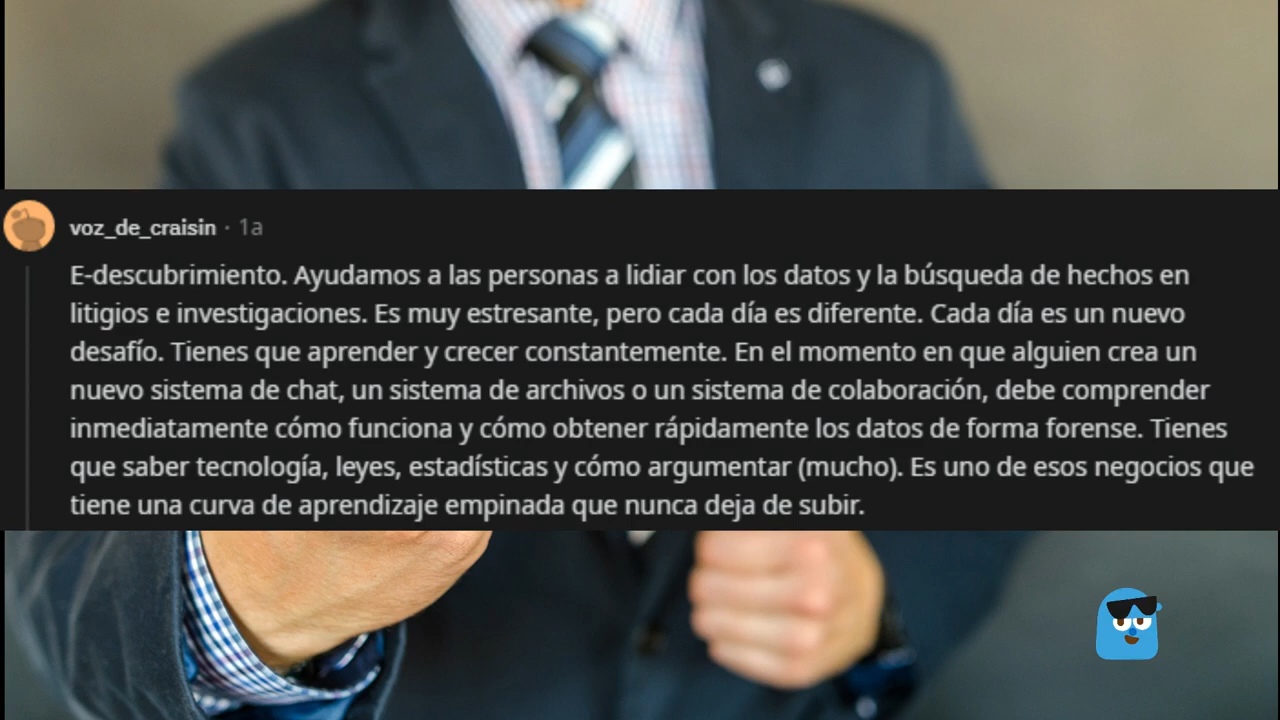 voz_de_craisin · 1a
E-descubrimiento. Ayudamos a las personas a lidiar con los datos y la búsqueda de hechos en
litigios e investigaciones. Es muy estresante, pero cada día es diferente. Cada día es un nuevo
desafío. Tienes que aprender y crecer constantemente. En el momento en que alguien crea un
nuevo sistema de chat, un sistema de archivos o un sistema de colaboración, debe comprender
inmediatamente cómo funciona y cómo obtener rápidamente los datos de forma forense. Tienes
que saber tecnología, leyes, estadísticas y cómo argumentar (mucho). Es uno de esos negocios que
tiene una curva de aprendizaje empinada que nunca deja de subir.